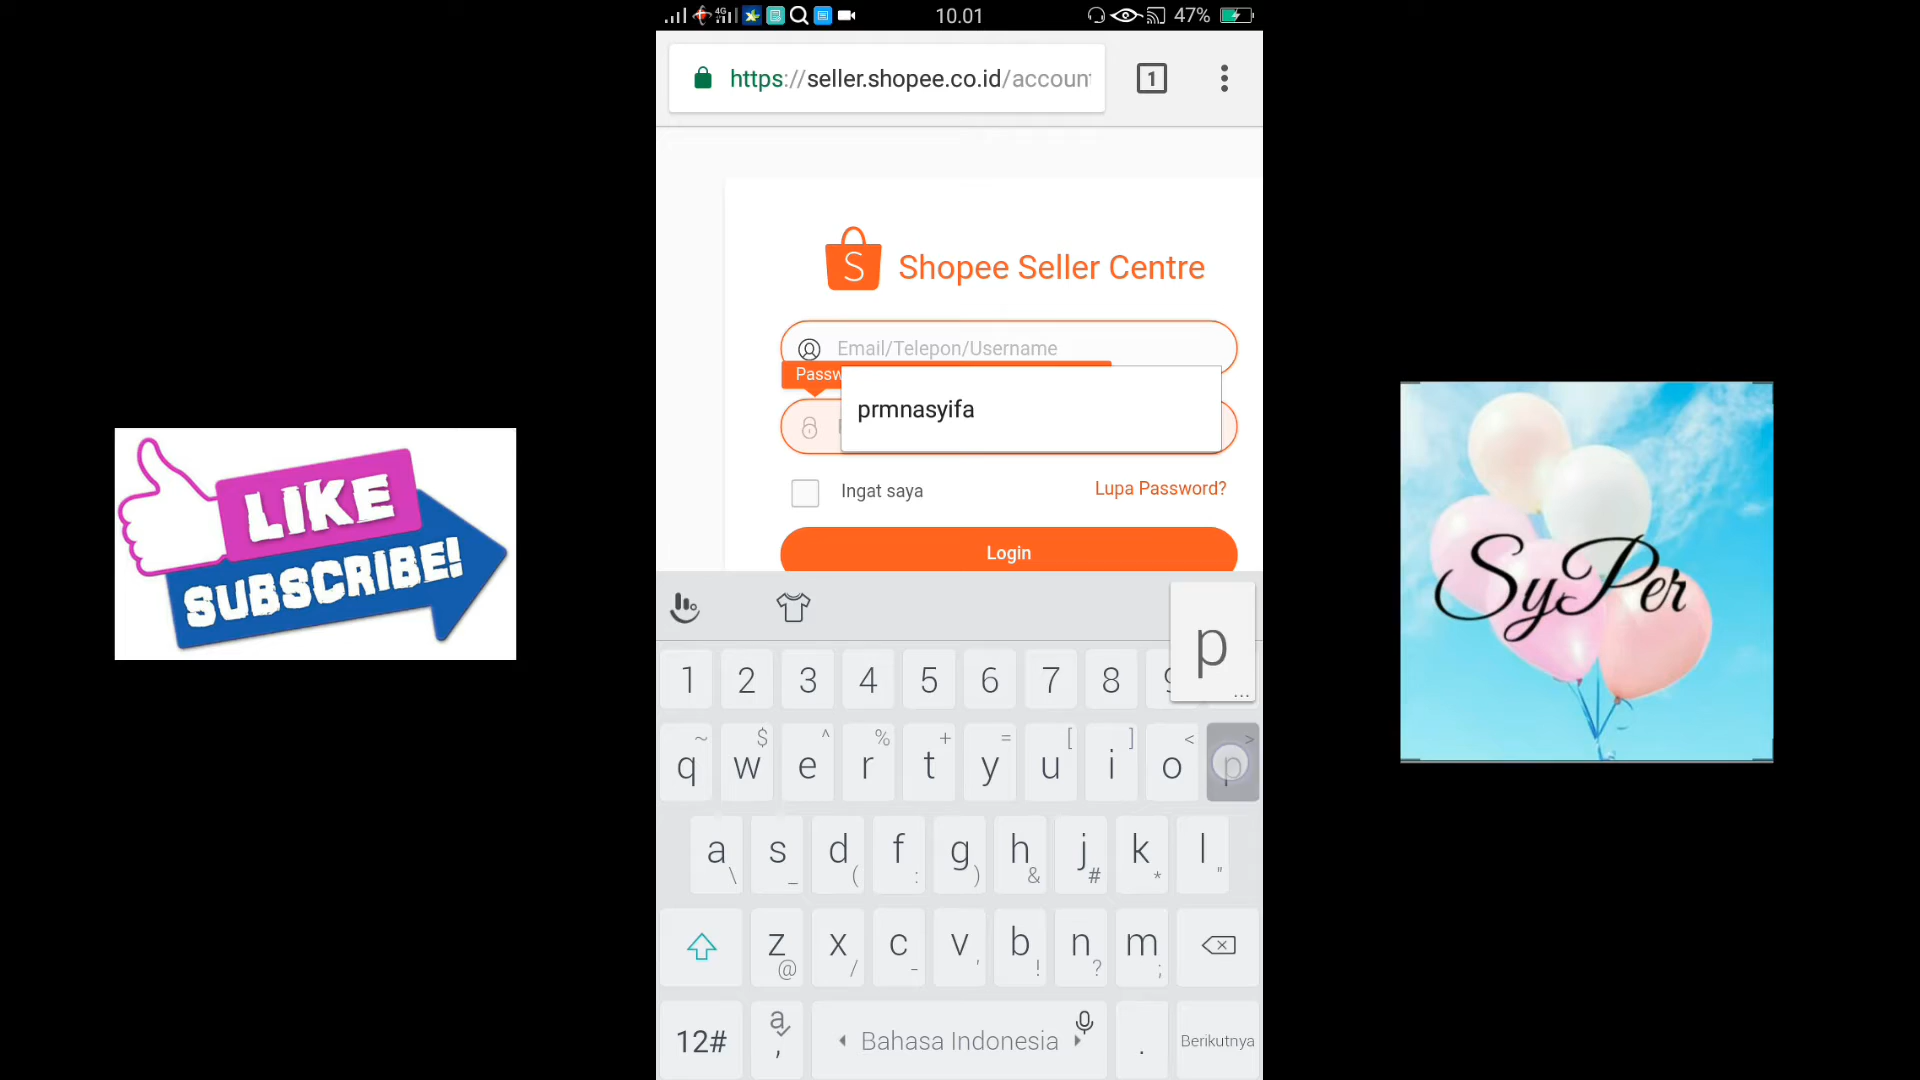 4G
10.01
47%
https://seller.shopee.co.id/accoun
1
S
Shopee Seller Centre
Email/Telepon/Username
Passw
prmnasyifa
Ingat saya
Lupa Password?
Login
LIKE
SUBSCRIBE!
SyPer
p
...
1 2 3 4 5 6 7 8 9
~ $ ^ % + = [ ] < >
q w e r t y u i o p
a s d f g h j k l
\ _ ( : ) & # * "
z x c v b n m
@ / - ' ! ? ;
12# a , Bahasa Indonesia . Berikutnya